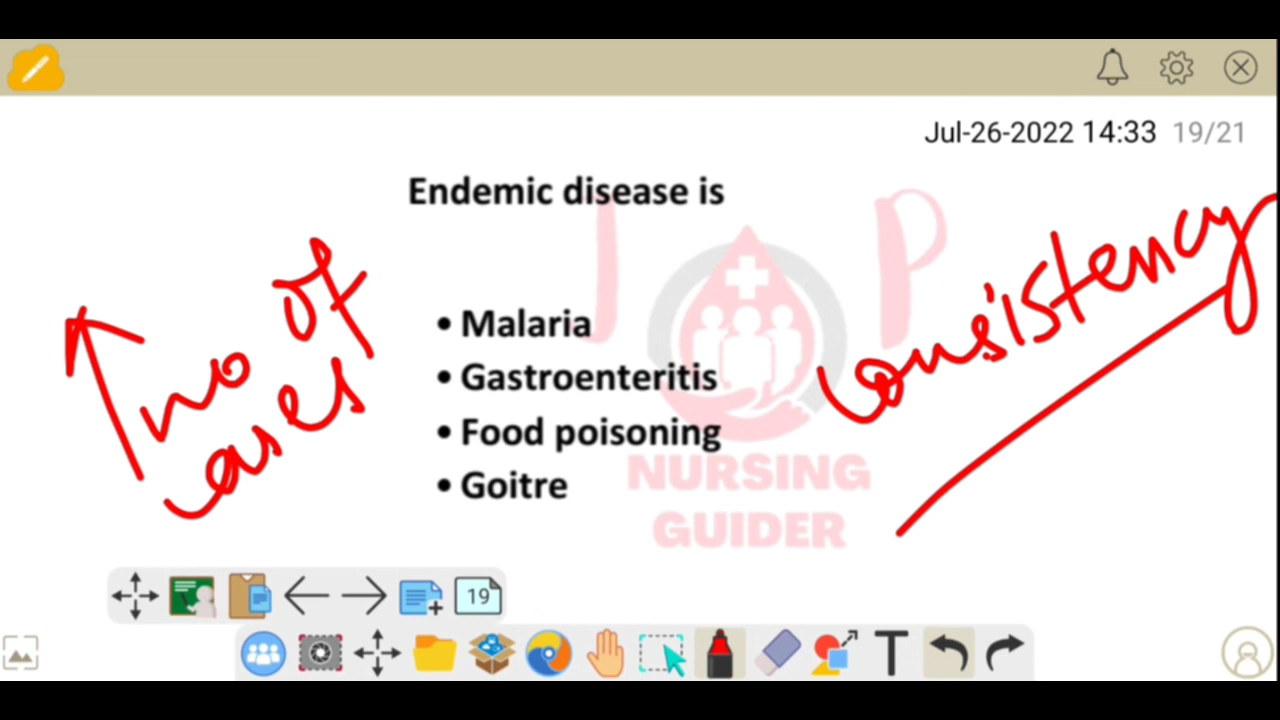 Jul-26-2022 14:33 19/21
Endemic disease is
J P
no of
cases
• Malaria
• Gastroenteritis
• Food poisoning
• Goitre
consistency
NURSING
GUIDER
19
T